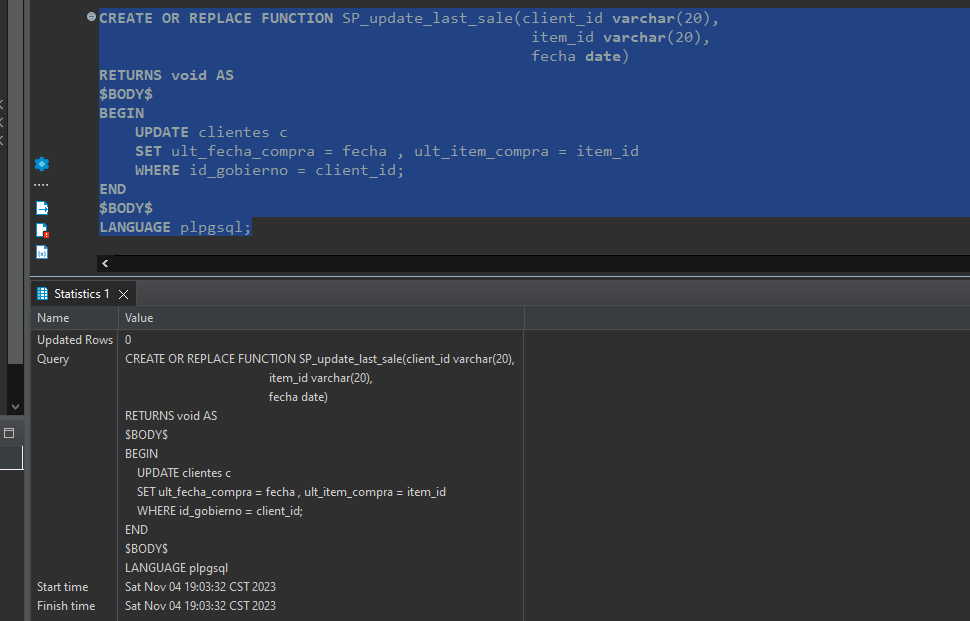 CREATE OR REPLACE FUNCTION SP_update_last_sale(client_id varchar(20),
item_id varchar(20),
fecha date)
RETURNS void AS
$BODY$
BEGIN
UPDATE clientes c
SET ult_fecha_compra = fecha , ult_item_compra = item_id
WHERE id_gobierno = client_id;
END
$BODY$
LANGUAGE plpgsql;
Statistics 1
Name Value
Updated Rows 0
Query CREATE OR REPLACE FUNCTION SP_update_last_sale(client_id varchar(20),
item_id varchar(20),
fecha date)
RETURNS void AS
$BODY$
BEGIN
UPDATE clientes c
SET ult_fecha_compra = fecha , ult_item_compra = item_id
WHERE id_gobierno = client_id;
END
$BODY$
LANGUAGE plpgsql
Start time Sat Nov 04 19:03:32 CST 2023
Finish time Sat Nov 04 19:03:32 CST 2023